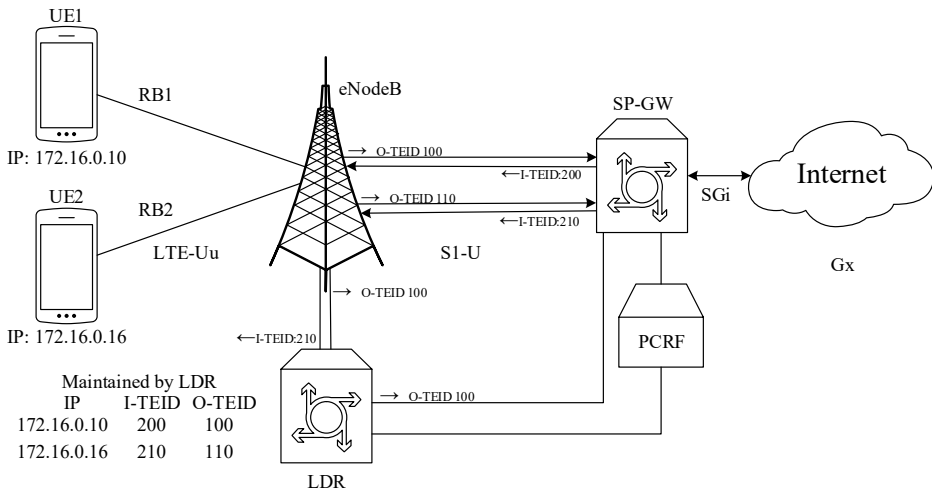 UE1
RB1
IP: 172.16.0.10
UE2
RB2
LTE-Uu
IP: 172.16.0.16
eNodeB
→ O-TEID 100
←I-TEID:200
→ O-TEID 110
←I-TEID:210
S1-U
SP-GW
SGi
Internet
Gx
PCRF
→ O-TEID 100
←I-TEID:210
→ O-TEID 100
LDR
Maintained by LDR
IP I-TEID O-TEID
172.16.0.10 200 100
172.16.0.16 210 110